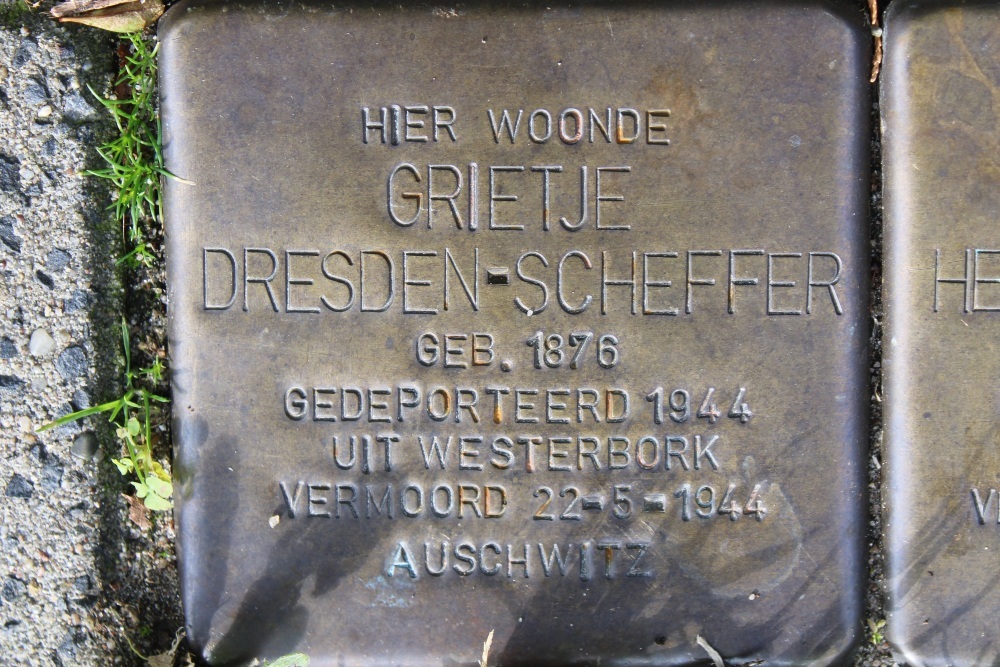 HIER WOONDE
GRIETJE
DRESDEN-SCHEFFER
GEB. 1876
GEDEPORTEERD 1944
UIT WESTERBORK
VERMOORD 22-5-1944
AUSCHWITZ